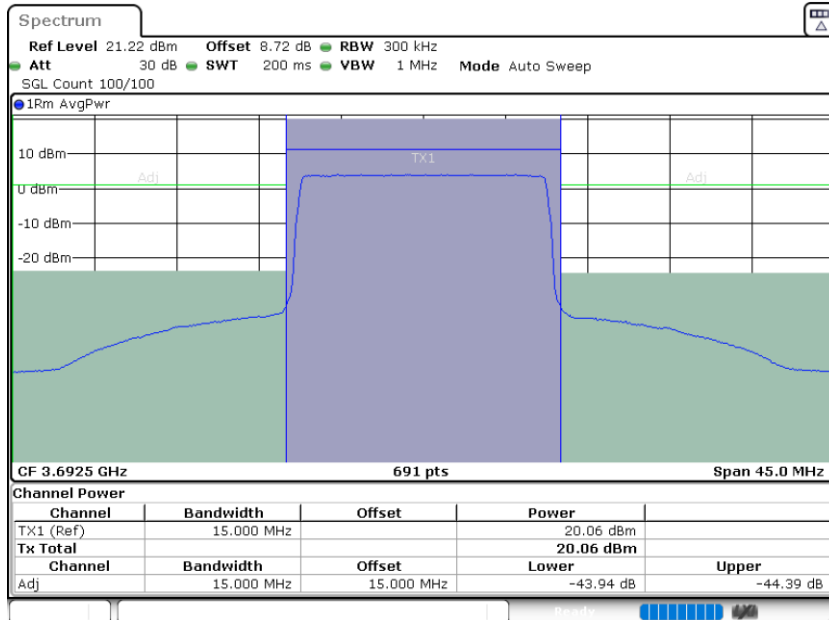 Spectrum
Ref Level 21.22 dBm Offset 8.72 dB RBW 300 kHz
Att 30 dB SWT 200 ms VBW 1 MHz Mode Auto Sweep
SGL Count 100/100
1Rm AvgPwr
10 dBm
TX1
Adj Adj
0 dBm
-10 dBm
-20 dBm
CF 3.6925 GHz 691 pts Span 45.0 MHz
Channel Power
Channel Bandwidth Offset Power
TX1 (Ref) 15.000 MHz 20.06 dBm
Tx Total 20.06 dBm
Channel Bandwidth Offset Lower Upper
Adj 15.000 MHz 15.000 MHz -43.94 dB -44.39 dB
Ready